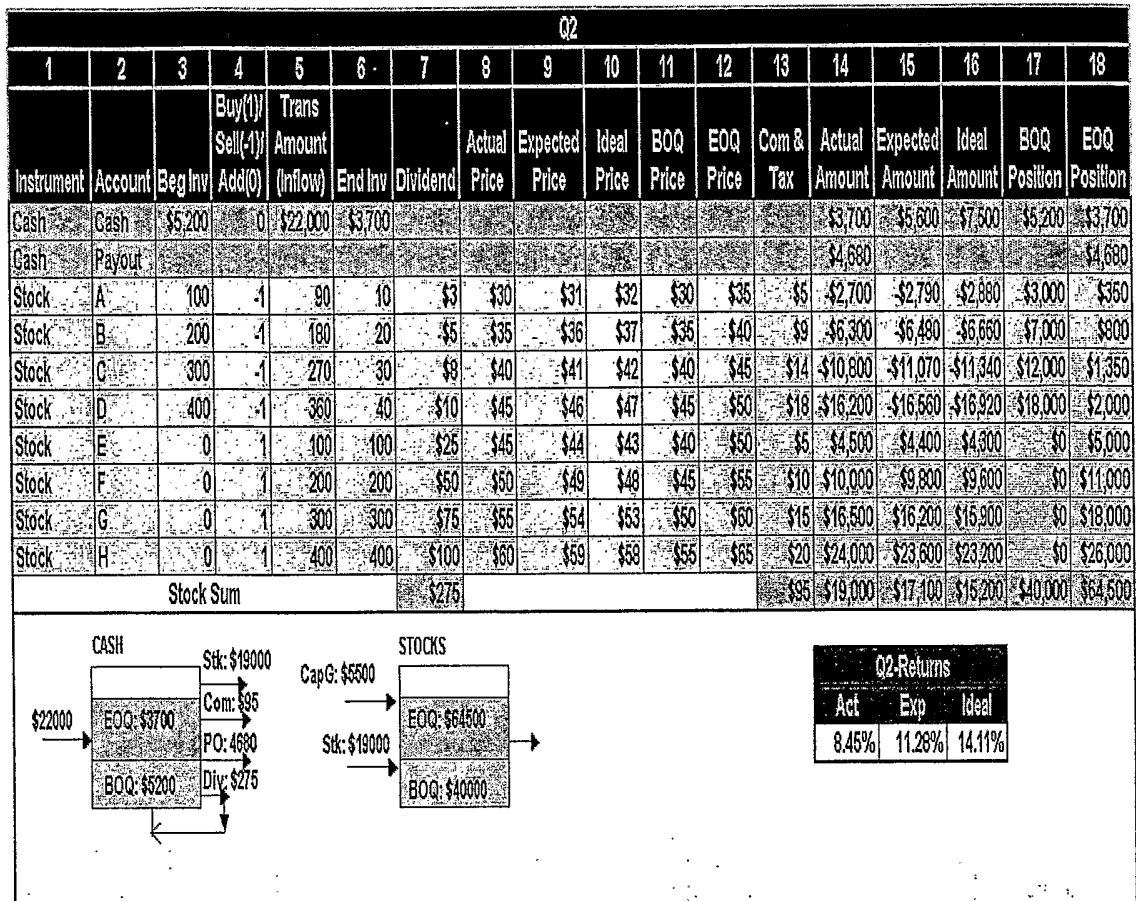 Q2
1 2 3 4 5 6 7 8 9 10 11 12 13 14 15 16 17 18
Instrument Account Beg Inv Buy(1)/ Sell(-1)/ Add(0) Trans Amount (Inflow) End Inv Dividend Actual Price Expected Price Ideal Price BOQ Price EOQ Price Com & Tax Actual Amount Expected Amount Ideal Amount BOQ Position EOQ Position
Cash Cash $5,200 0 $22,000 $3,700 $3,700 $5,600 $7,500 $5,200 $3,700
Cash Payout $4,680 $4,680
Stock A 100 -1 90 10 $3 $30 $31 $32 $30 $35 $5 -$2,700 -$2,790 -$2,880 $3,000 $350
Stock B 200 -1 180 20 $5 $35 $36 $37 $35 $40 $9 -$6,300 -$6,480 -$6,660 $7,000 $800
Stock C 300 -1 270 30 $8 $40 $41 $42 $40 $45 $14 -$10,800 -$11,070 -$11,340 $12,000 $1,350
Stock D 400 -1 360 40 $10 $45 $46 $47 $45 $50 $18 -$16,200 -$16,560 -$16,920 $18,000 $2,000
Stock E 0 1 100 100 $25 $45 $44 $43 $40 $50 $5 $4,500 $4,400 $4,300 $0 $5,000
Stock F 0 1 200 200 $50 $50 $49 $48 $45 $55 $10 $10,000 $9,800 $9,600 $0 $11,000
Stock G 0 1 300 300 $75 $55 $54 $53 $50 $60 $15 $16,500 $16,200 $15,900 $0 $18,000
Stock H 0 1 400 400 $100 $60 $59 $58 $55 $65 $20 $24,000 $23,600 $23,200 $0 $26,000
Stock Sum $275 $95 $19,000 $17,100 $15,200 $40,000 $64,500
CASH
Stk: $19000
$22000
EOQ: $3700
Com: $95
PO: 4680
BOQ: $5200
Div: $275
STOCKS
CapG: $5500
EOQ: $64500
Stk: $19000
BOQ: $40000
Q2-Returns
Act Exp Ideal
8.45% 11.26% 14.11%